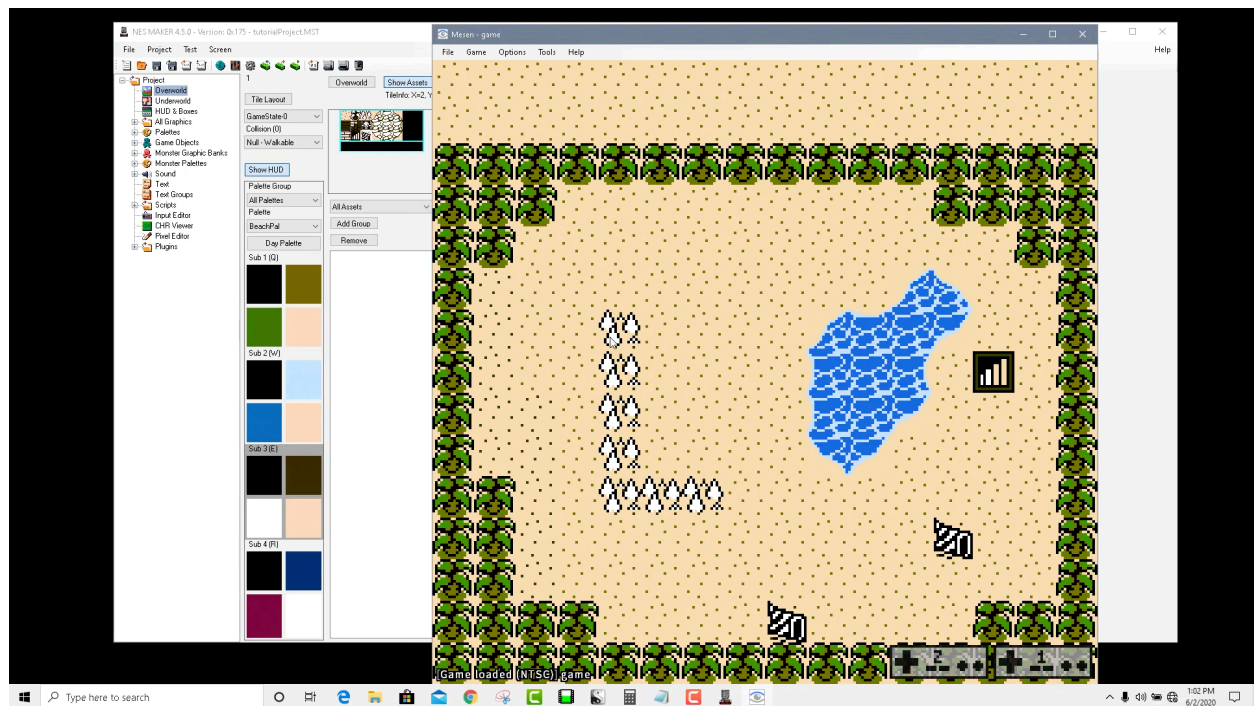 NES MAKER 4.5.0 - Version: 0x175 - tutorialProject.MST
File Project Test Screen
Project
Overworld
Underworld
HUD & Boxes
All Graphics
Palettes
Game Objects
Monster Graphic Banks
Monster Palettes
Sound
Text
Text Groups
Scripts
Input Editor
CHR Viewer
Pixel Editor
Plugins
1
Tile Layout
GameState-0
Collision (0)
Null - Walkable
Show HUD
Palette Group
All Palettes
Palette
BeachPal
Day Palette
Sub 1 (Q)
Sub 2 (W)
Sub 3 (E)
Sub 4 (R)
Overworld Show Assets
TileInfo: X=2, Y
All Assets
Add Group
Remove
Mesen - game
File Game Options Tools Help
Help
2 1
[Game loaded (NTSC)] game
Type here to search
1:02 PM
6/2/2020